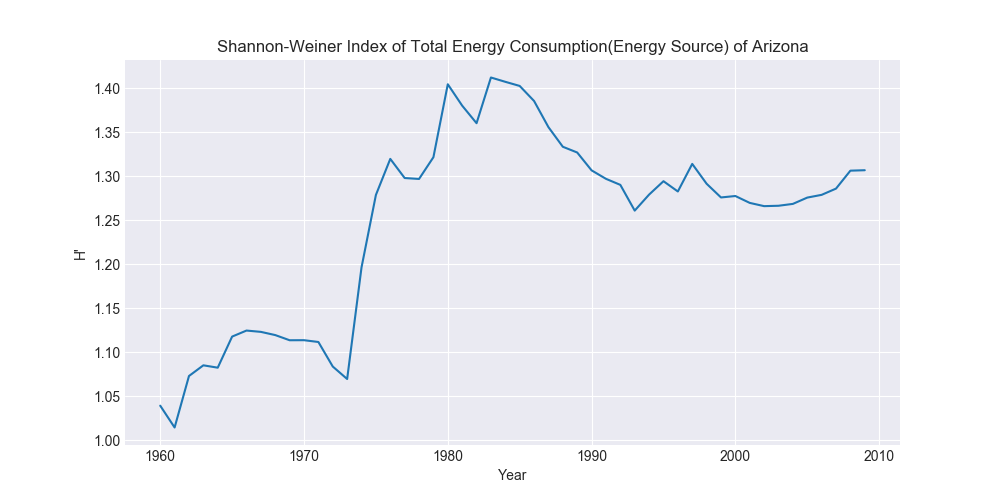 Shannon-Weiner Index of Total Energy Consumption(Energy Source) of Arizona
1.40
1.35
1.30
1.25
1.20
1.15
1.10
1.05
1.00
H'
1960 1970 1980 1990 2000 2010
Year